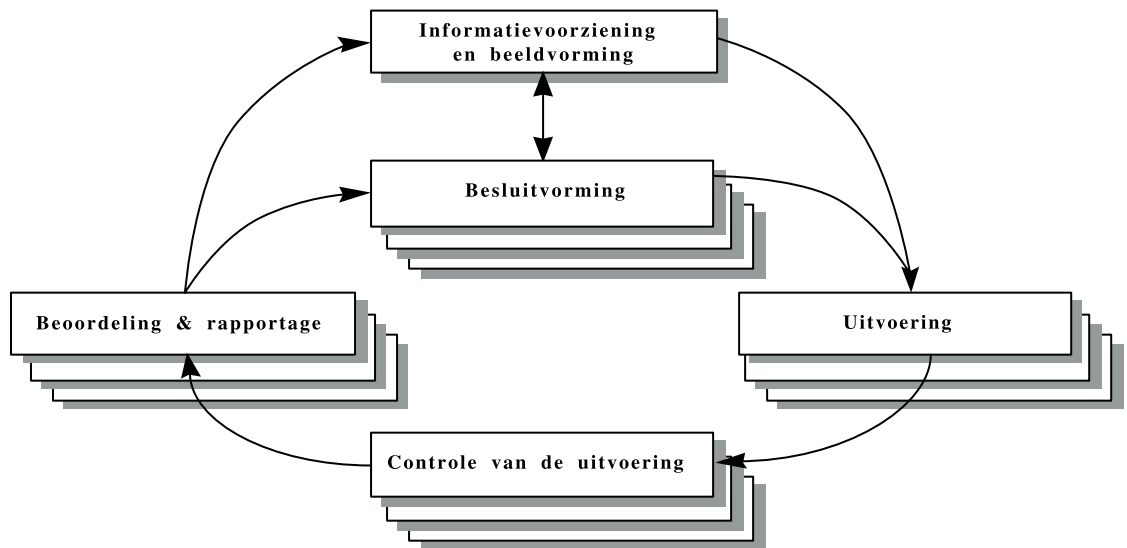 Informatievoorziening
en beeldvorming
Besluitvorming
Beoordeling & rapportage
Uitvoering
Controle van de uitvoering